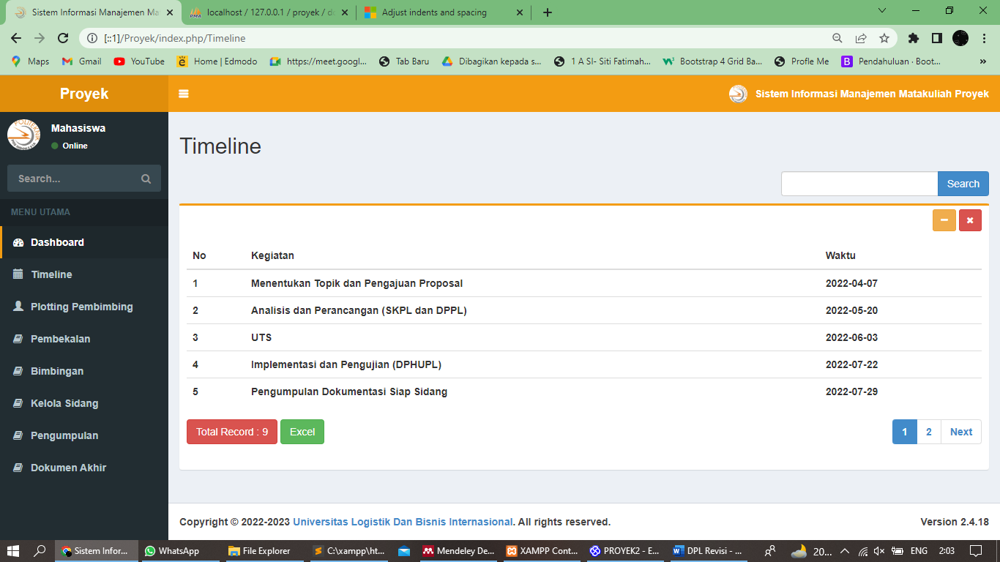 Sistem Informasi Manajemen Ma
localhost / 127.0.0.1 / proyek / d
Adjust indents and spacing
[::1]/Proyek/index.php/Timeline
Maps Gmail YouTube Home | Edmodo https://meet.googl... Tab Baru Dibagikan kepada s... 1 A SI- Siti Fatimah... Bootstrap 4 Grid Ba... Profle Me Pendahuluan · Boot... »
Proyek
Sistem Informasi Manajemen Matakuliah Proyek
Mahasiswa
Online
Search...
MENU UTAMA
Dashboard
Timeline
Plotting Pembimbing
Pembekalan
Bimbingan
Kelola Sidang
Pengumpulan
Dokumen Akhir
Timeline
Search
No Kegiatan Waktu
1 Menentukan Topik dan Pengajuan Proposal 2022-04-07
2 Analisis dan Perancangan (SKPL dan DPPL) 2022-05-20
3 UTS 2022-06-03
4 Implementasi dan Pengujian (DPHUPL) 2022-07-22
5 Pengumpulan Dokumentasi Siap Sidang 2022-07-29
Total Record : 9 Excel 1 2 Next
Copyright © 2022-2023 Universitas Logistik Dan Bisnis Internasional. All rights reserved. Version 2.4.18
Sistem Infor... WhatsApp File Explorer C:\xampp\ht... Mendeley De... XAMPP Cont... PROYEK2 - E... DPL Revisi - ... 20... ENG 2:03